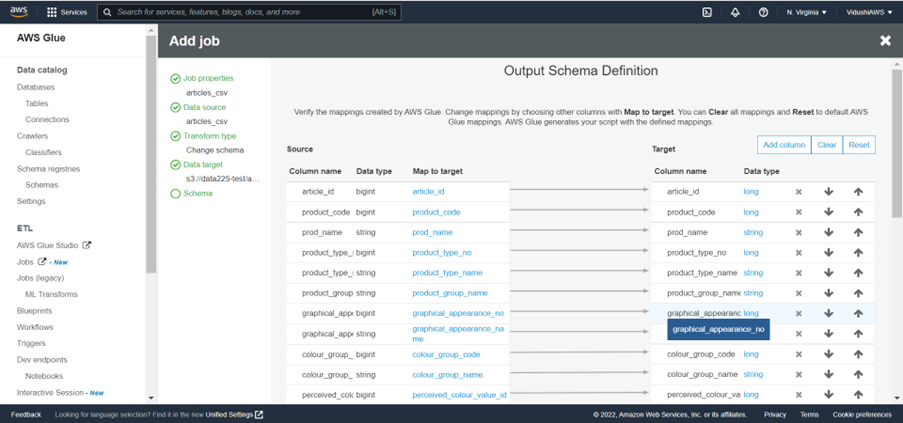 aws Services Search for services, features, blogs, docs, and more [Alt+S] N. Virginia VidushiAWS
AWS Glue
Data catalog
Databases
Tables
Connections
Crawlers
Classifiers
Schema registries
Schemas
Settings
ETL
AWS Glue Studio
Jobs - New
Jobs (legacy)
ML Transforms
Blueprints
Workflows
Triggers
Dev endpoints
Notebooks
Interactive Session - New
Add job
Job properties
articles_csv
Data source
articles_csv
Transform type
Change schema
Data target
s3://data225-test/a...
Schema
Output Schema Definition
Verify the mappings created by AWS Glue. Change mappings by choosing other columns with Map to target. You can Clear all mappings and Reset to default AWS
Glue mappings. AWS Glue generates your script with the defined mappings.
Source Target Add column Clear Reset
Column name Data type Map to target Column name Data type
article_id bigint article_id article_id long
product_code bigint product_code product_code long
prod_name string prod_name prod_name string
product_type_ bigint product_type_no product_type_no long
product_type_ string product_type_name product_type_name string
product_group_ string product_group_name product_group_name string
graphical_app bigint graphical_appearance_no graphical_appearanc long
graphical_app string graphical_appearance_na
me
graphical_appearance_no
colour_group_ bigint colour_group_code colour_group_code long
colour_group_ string colour_group_name colour_group_name string
perceived_colo bigint perceived_colour_value_id perceived_colour_va long
Feedback Looking for language selection? Find it in the new Unified Settings © 2022, Amazon Web Services, Inc. or its affiliates. Privacy Terms Cookie preferences